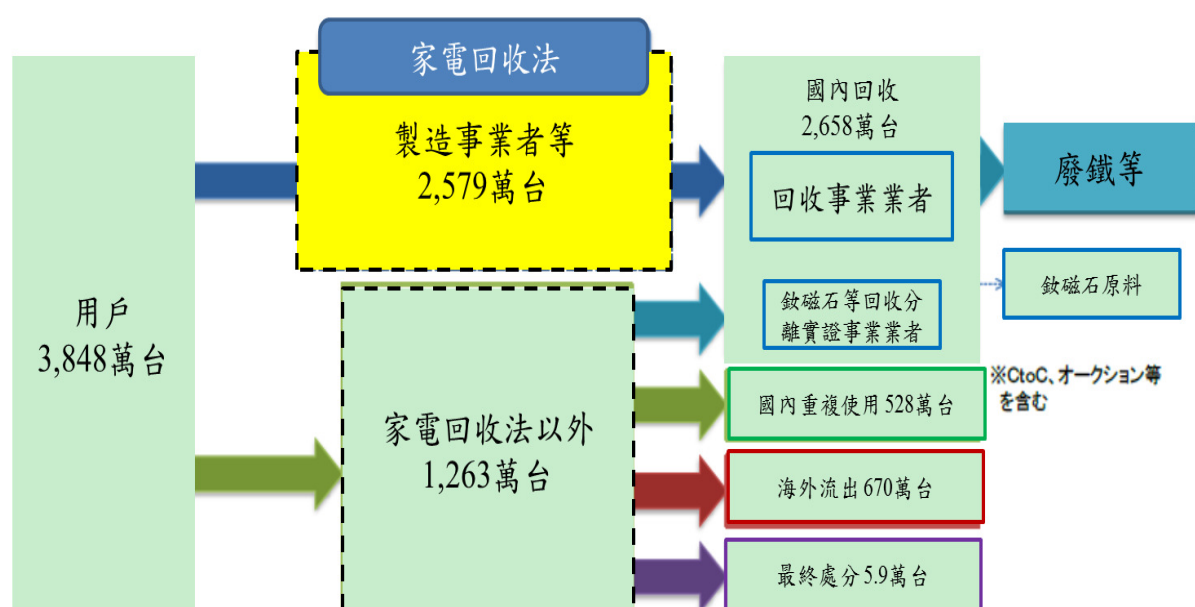 家電回收法
製造事業者等
2,579萬台
國內回收
2,658萬台
回收事業業者
廢鐵等
釹磁石等回收分
離實證事業業者
釹磁石原料
用戶
3,848萬台
家電回收法以外
1,263萬台
國內重複使用528萬台
※CtoC、オークション等
を含む
海外流出670萬台
最終處分5.9萬台